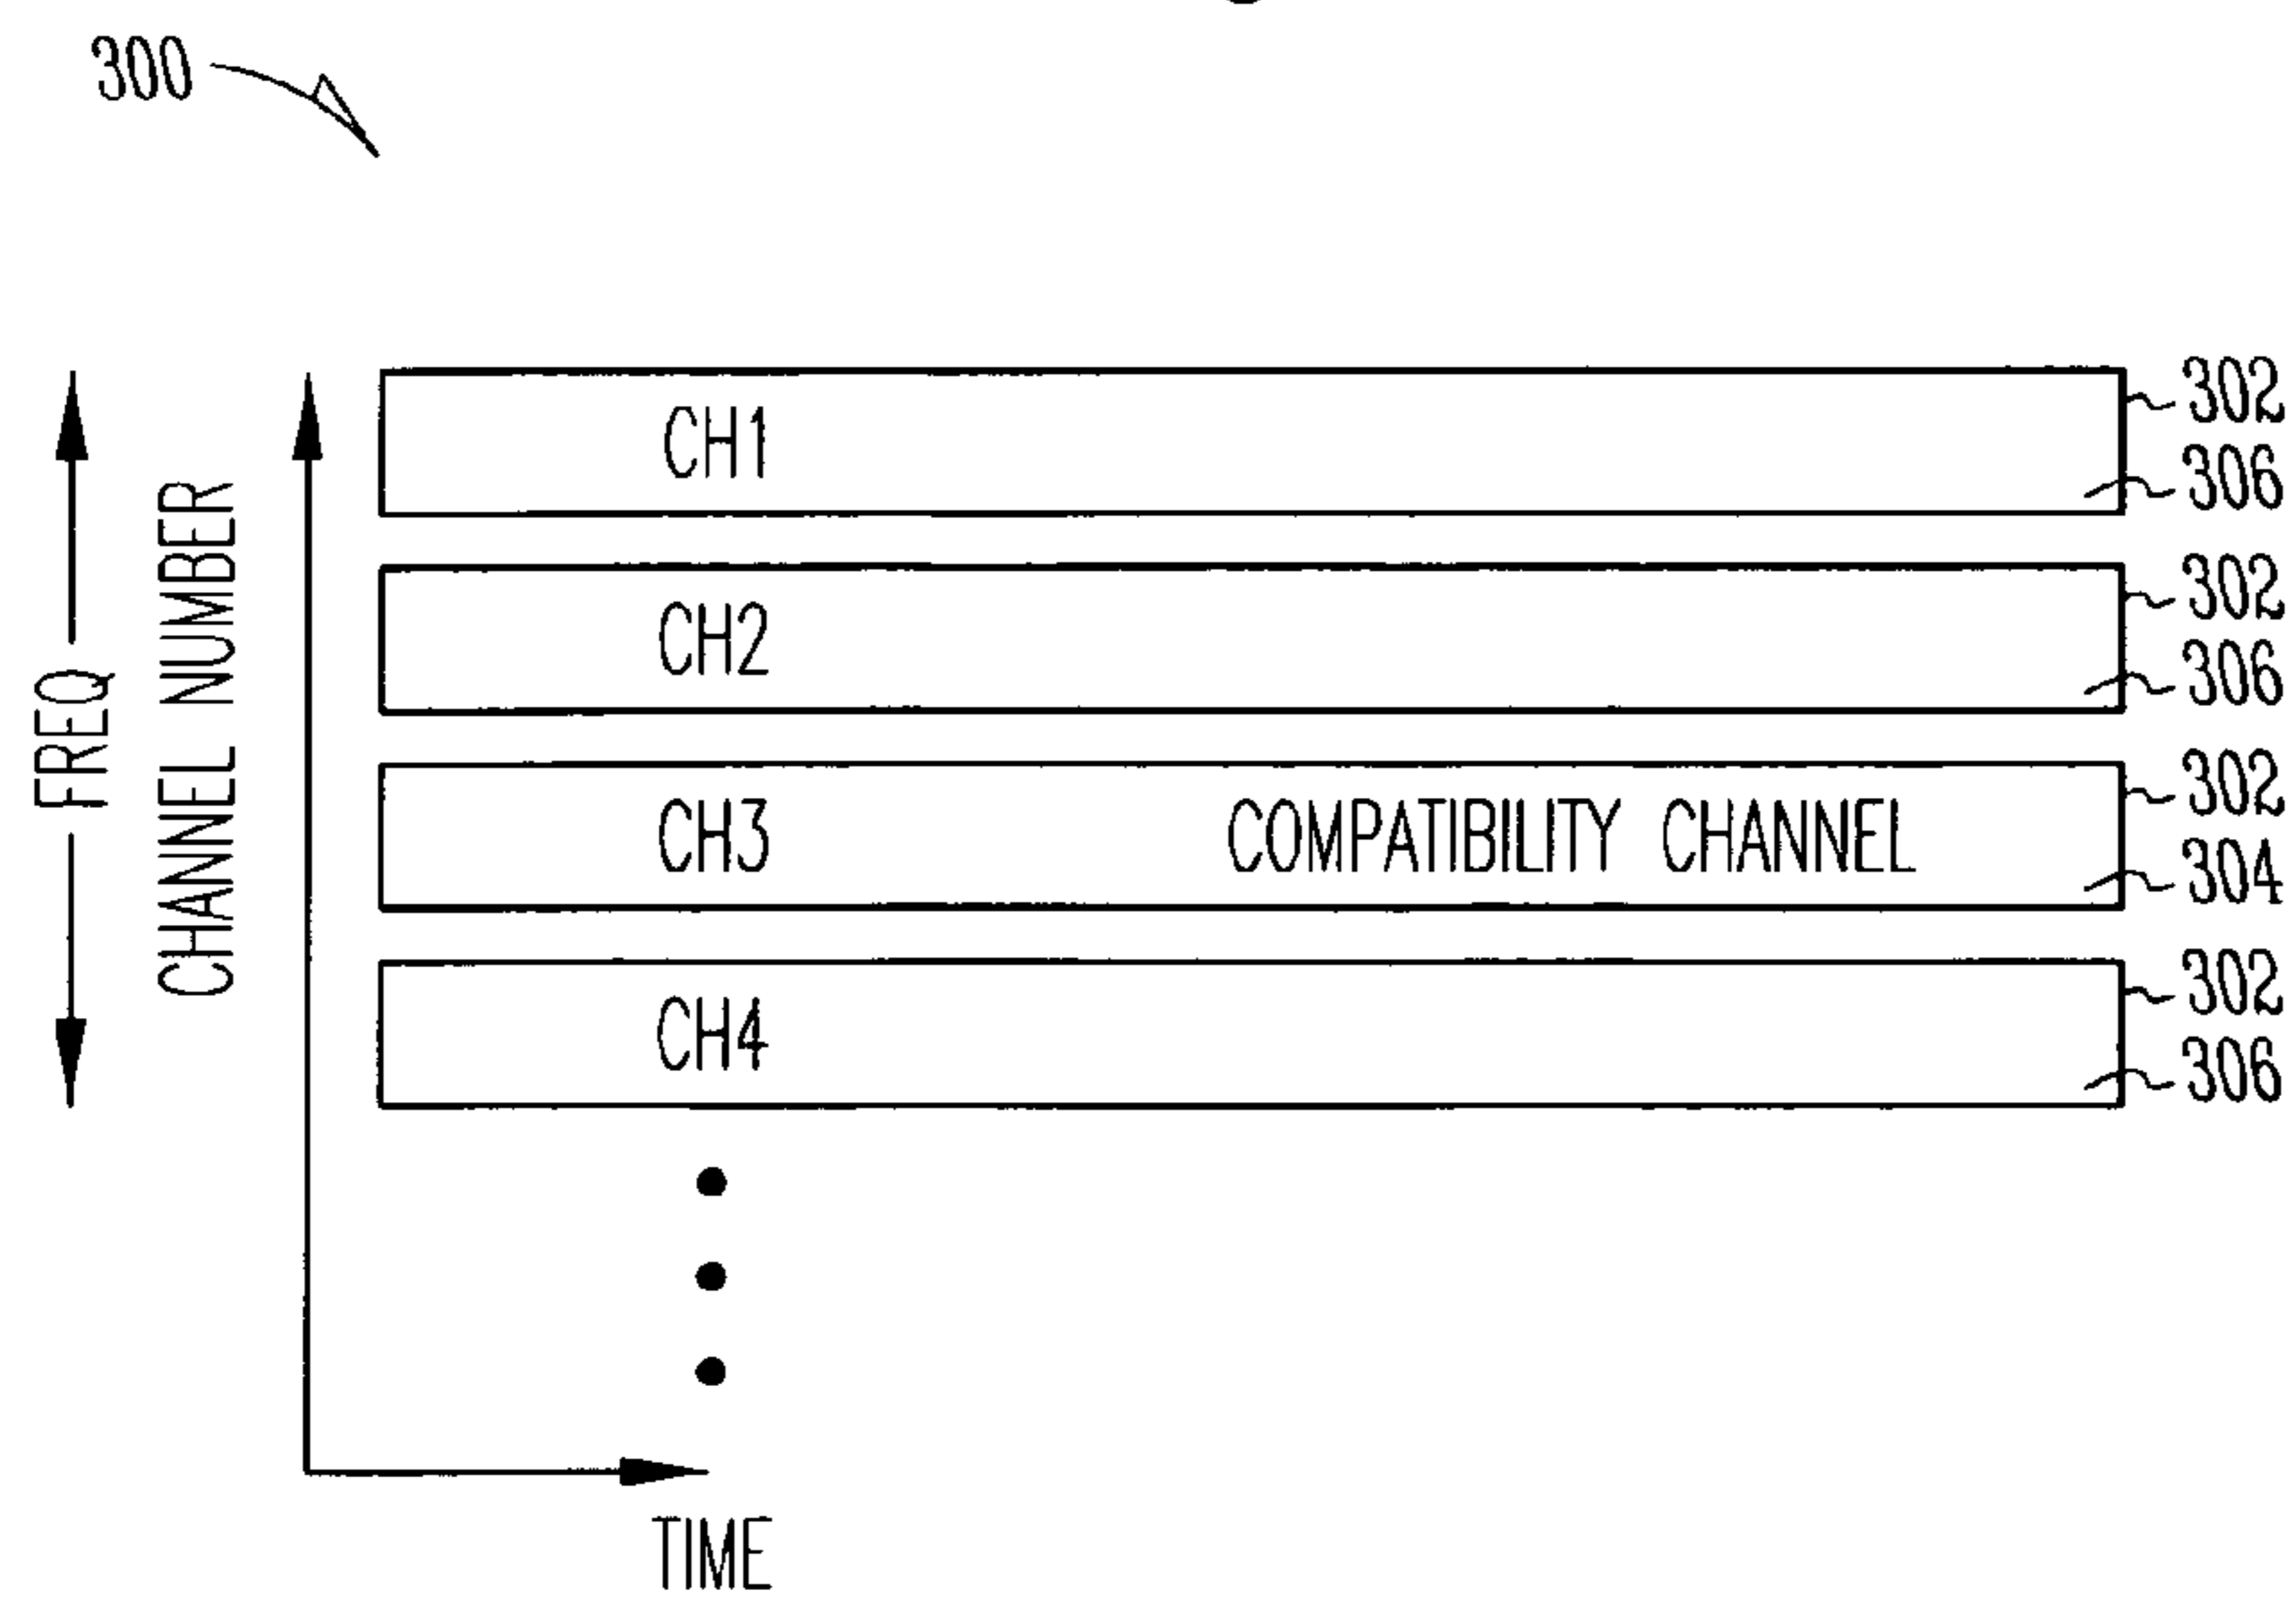 300
FREQ
CHANNEL NUMBER
CH1
302
306
CH2
302
306
CH3 COMPATIBILITY CHANNEL
302
304
CH4
302
306
TIME